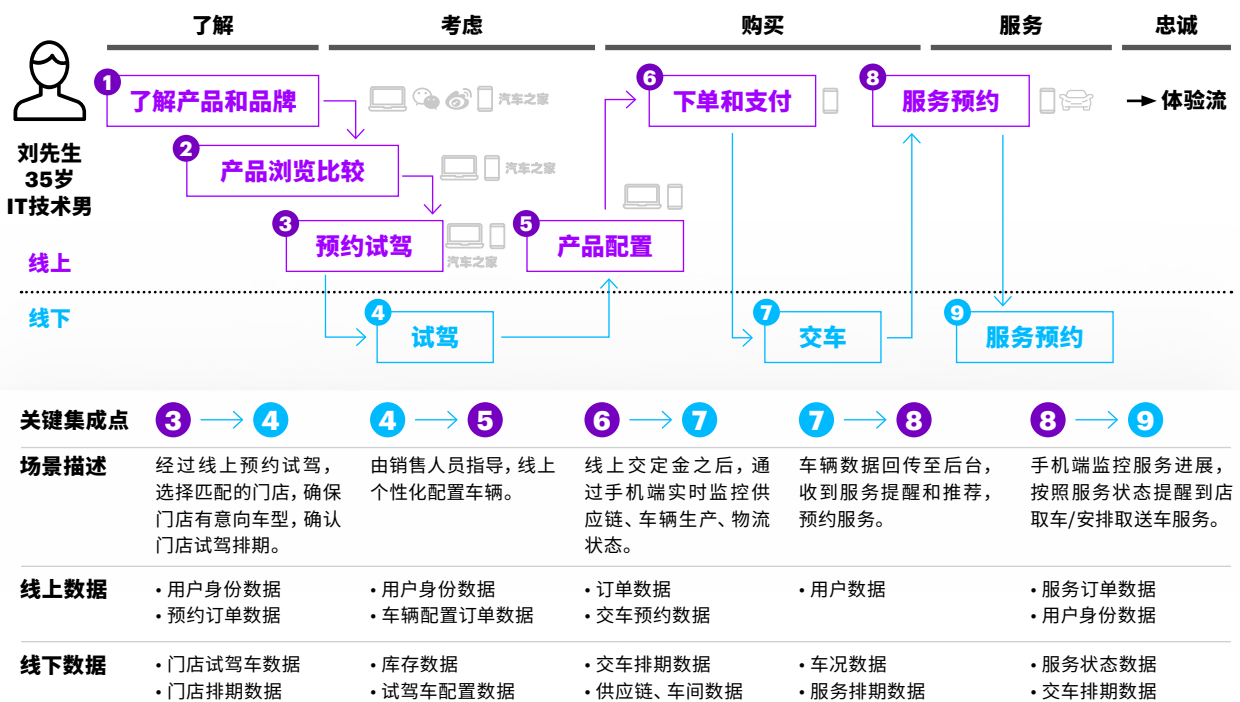 了解
考虑
购买
服务
忠诚
1
了解产品和品牌
汽车之家
6
下单和支付
8
服务预约
体验流
刘先生
35岁
IT技术男
2
产品浏览比较
汽车之家
3
预约试驾
汽车之家
5
产品配置
线上
线下
4
试驾
7
交车
9
服务预约
关键集成点
3
4
4
5
6
7
7
8
8
9
场景描述
经过线上预约试驾，
选择匹配的门店，确保
门店有意向车型，确认
门店试驾排期。
由销售人员指导，线上
个性化配置车辆。
线上交定金之后，通
过手机端实时监控供
应链、车辆生产、物流
状态。
车辆数据回传至后台，
收到服务提醒和推荐，
预约服务。
手机端监控服务进展，
按照服务状态提醒到店
取车/安排取送车服务。
线上数据
• 用户身份数据
• 预约订单数据
• 用户身份数据
• 车辆配置订单数据
• 订单数据
• 交车预约数据
• 用户数据
• 服务订单数据
• 用户身份数据
线下数据
• 门店试驾车数据
• 门店排期数据
• 库存数据
• 试驾车配置数据
• 交车排期数据
• 供应链、车间数据
• 车况数据
• 服务排期数据
• 服务状态数据
• 交车排期数据